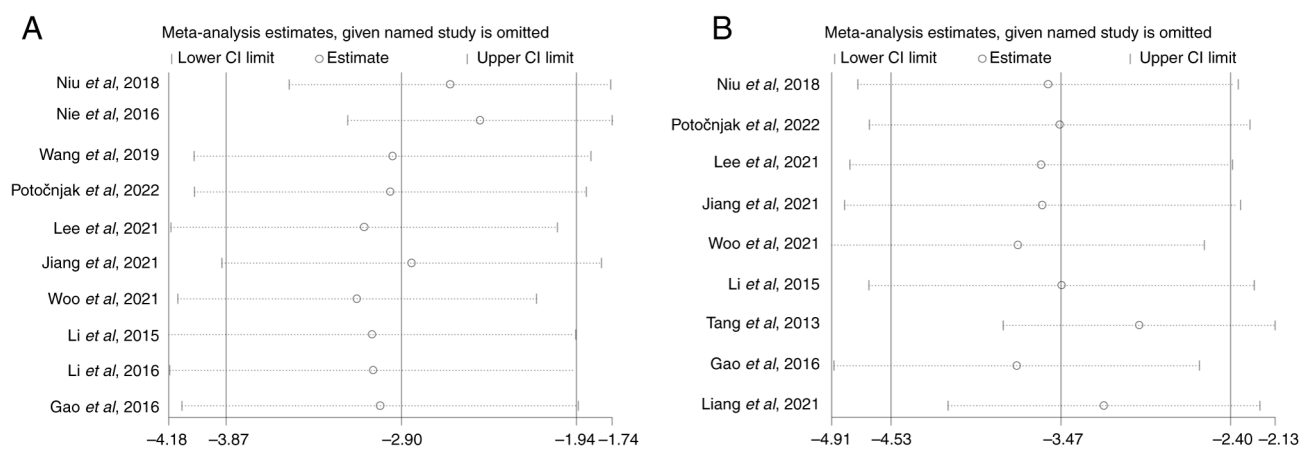 A
Meta-analysis estimates, given named study is omitted
Lower CI limit Estimate Upper CI limit
Niu et al, 2018
Nie et al, 2016
Wang et al, 2019
Potočnjak et al, 2022
Lee et al, 2021
Jiang et al, 2021
Woo et al, 2021
Li et al, 2015
Li et al, 2016
Gao et al, 2016
–4.18 –3.87 –2.90 –1.94 –1.74
B
Meta-analysis estimates, given named study is omitted
Lower CI limit Estimate Upper CI limit
Niu et al, 2018
Potočnjak et al, 2022
Lee et al, 2021
Jiang et al, 2021
Woo et al, 2021
Li et al, 2015
Tang et al, 2013
Gao et al, 2016
Liang et al, 2021
–4.91 –4.53 –3.47 –2.40 –2.13